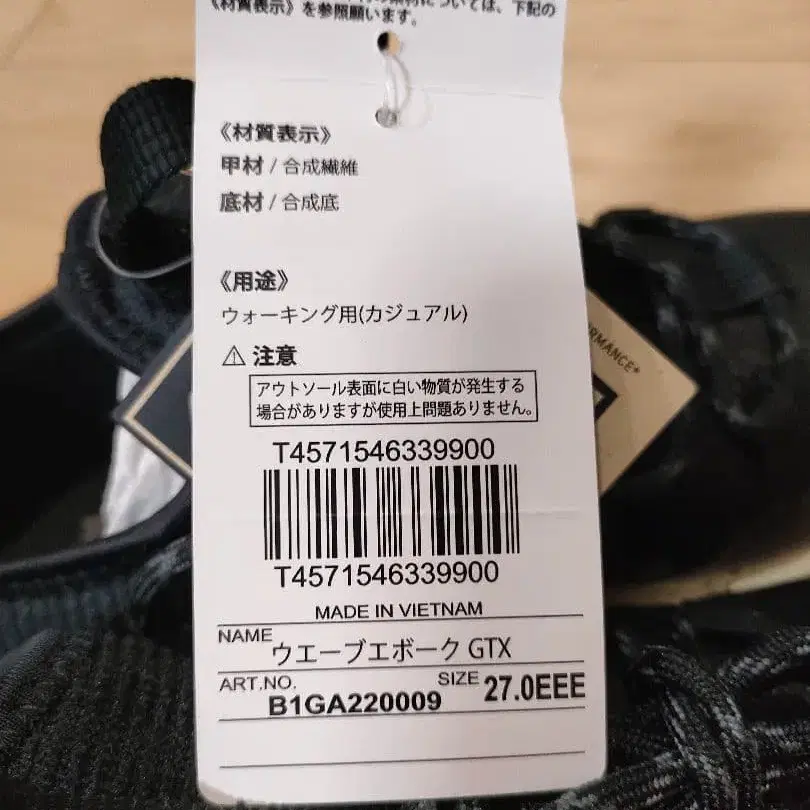 《材質表示》を参照願います。
《材質表示》
甲材 / 合成繊維
底材 / 合成底
《用途》
ウォーキング用(カジュアル)
⚠ 注意
アウトソール表面に白い物質が発生する
場合がありますが使用上問題ありません。
T4571546339900
T4571546339900
MADE IN VIETNAM
NAME ウエーブエボーク GTX
ART.NO. B1GA220009 SIZE 27.0EEE
RMANCE